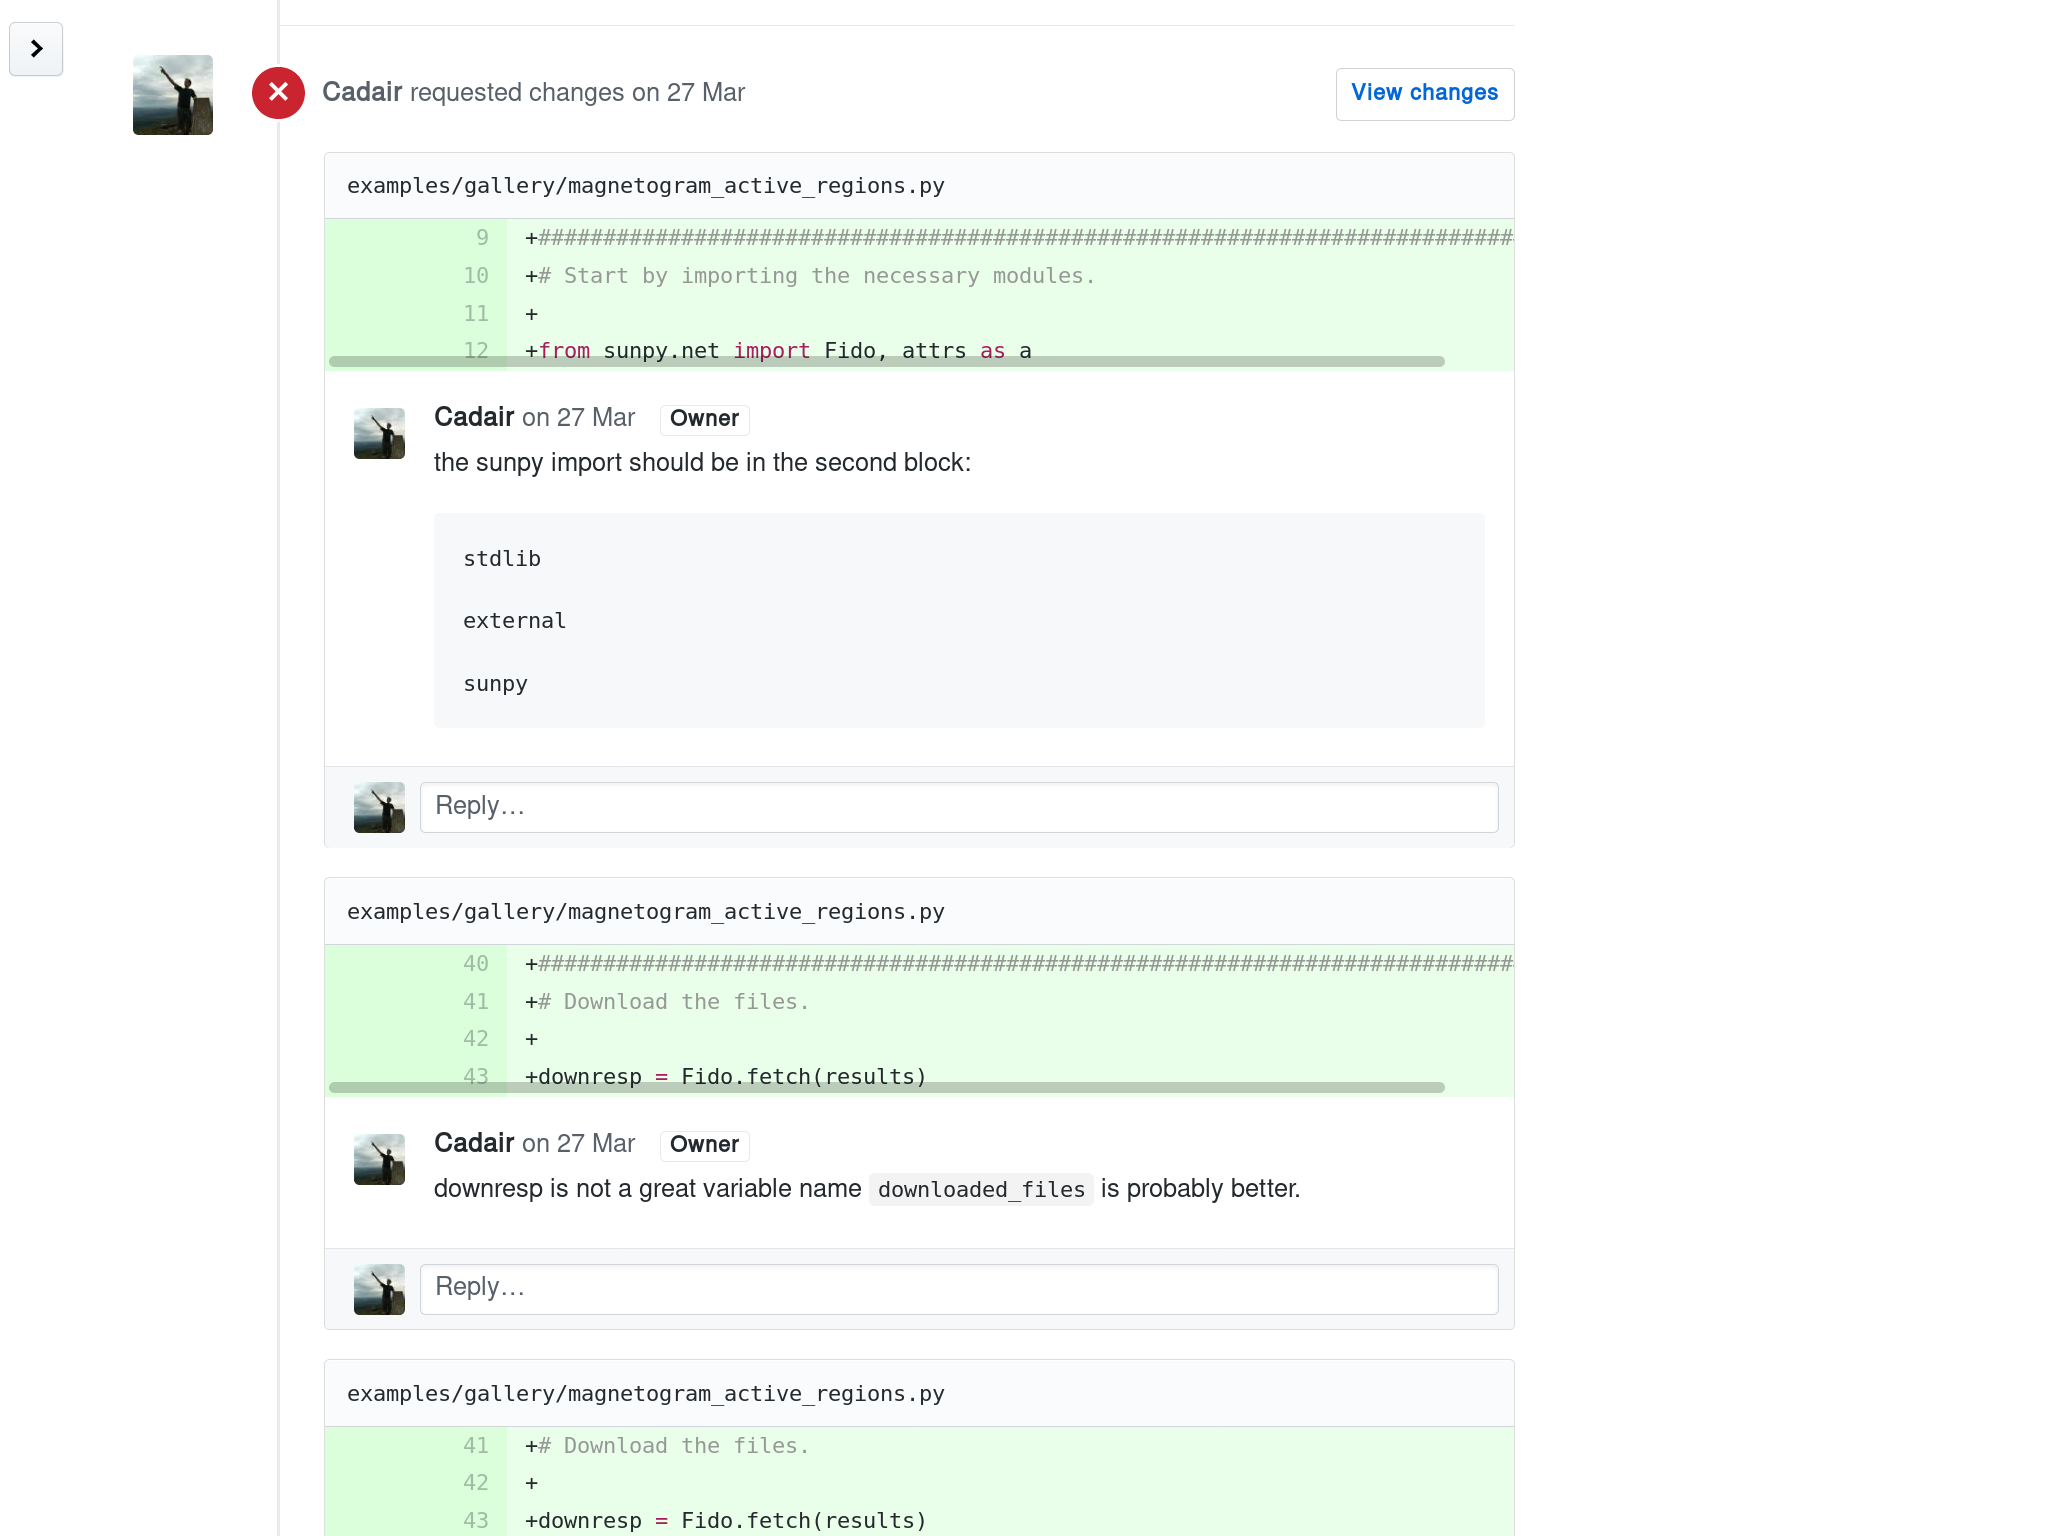 Cadair requested changes on 27 Mar
View changes
examples/gallery/magnetogram_active_regions.py
9 +###########################################################################
10 +# Start by importing the necessary modules.
11 +
12 +from sunpy.net import Fido, attrs as a
Cadair on 27 Mar Owner
the sunpy import should be in the second block:
stdlib
external
sunpy
Reply…
examples/gallery/magnetogram_active_regions.py
40 +###########################################################################
41 +# Download the files.
42 +
43 +downresp = Fido.fetch(results)
Cadair on 27 Mar Owner
downresp is not a great variable name downloaded_files is probably better.
Reply…
examples/gallery/magnetogram_active_regions.py
41 +# Download the files.
42 +
43 +downresp = Fido.fetch(results)